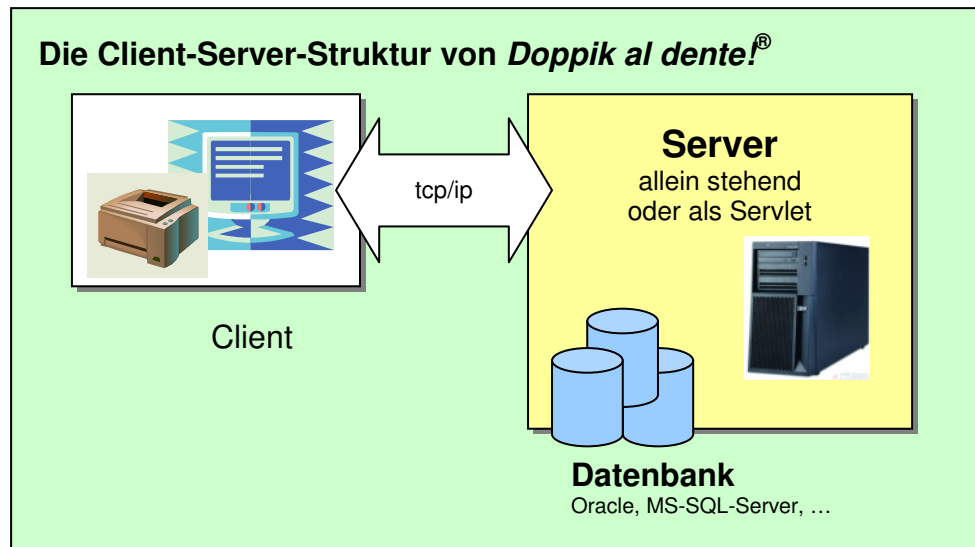 Die Client-Server-Struktur von Doppik al dente!®
tcp/ip
Server
allein stehend
oder als Servlet
Client
Datenbank
Oracle, MS-SQL-Server, …